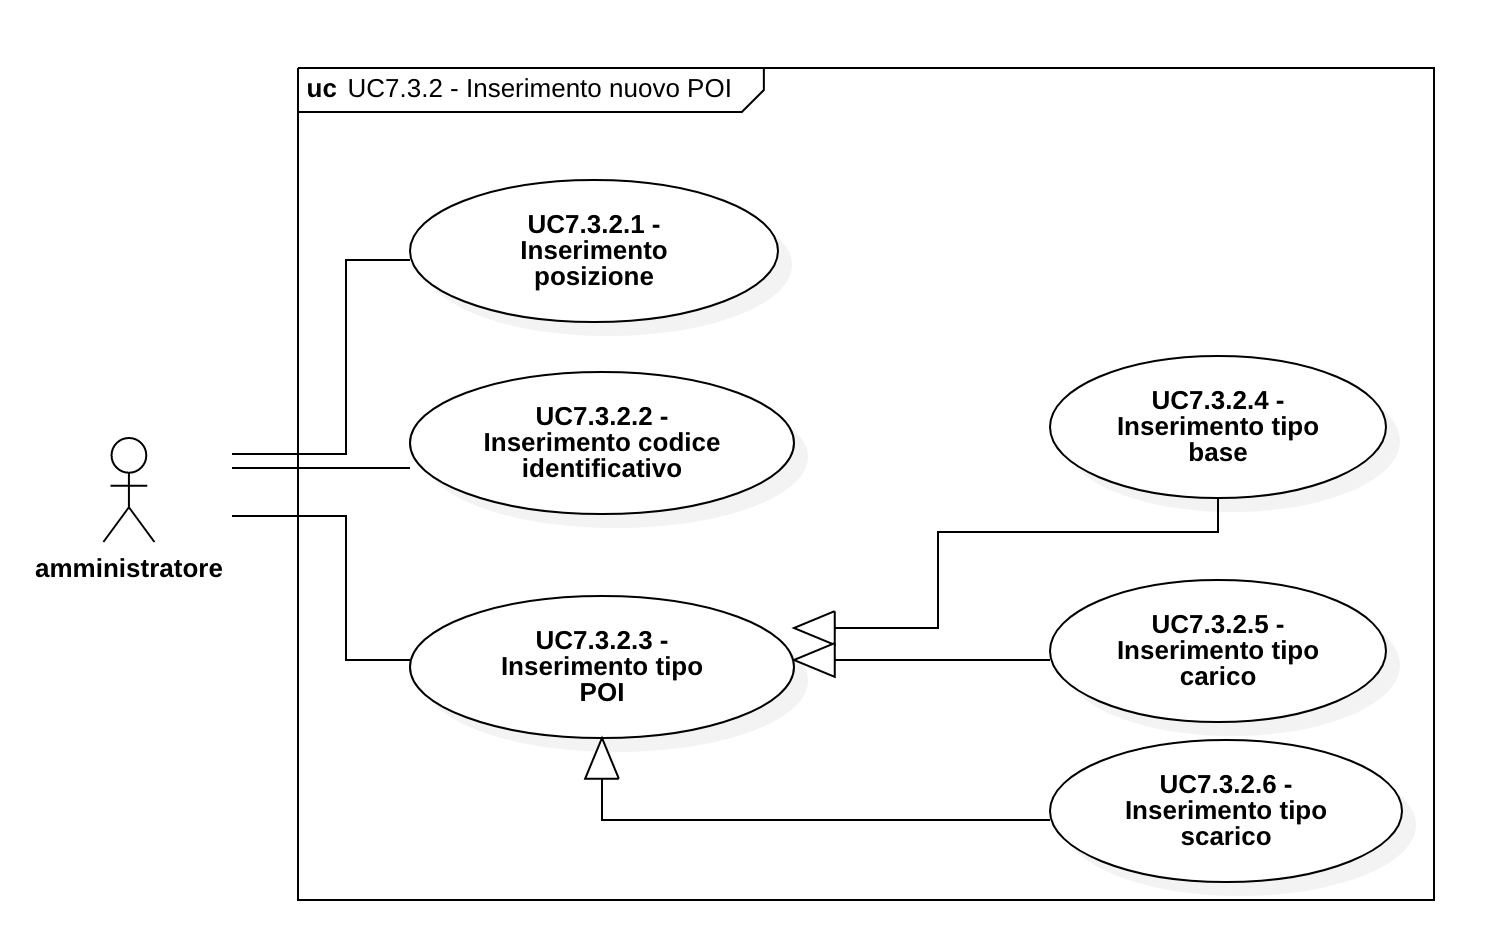 uc UC7.3.2 - Inserimento nuovo POI
UC7.3.2.1 -
Inserimento
posizione
UC7.3.2.2 -
Inserimento codice
identificativo
UC7.3.2.4 -
Inserimento tipo
base
amministratore
UC7.3.2.3 -
Inserimento tipo
POI
UC7.3.2.5 -
Inserimento tipo
carico
UC7.3.2.6 -
Inserimento tipo
scarico